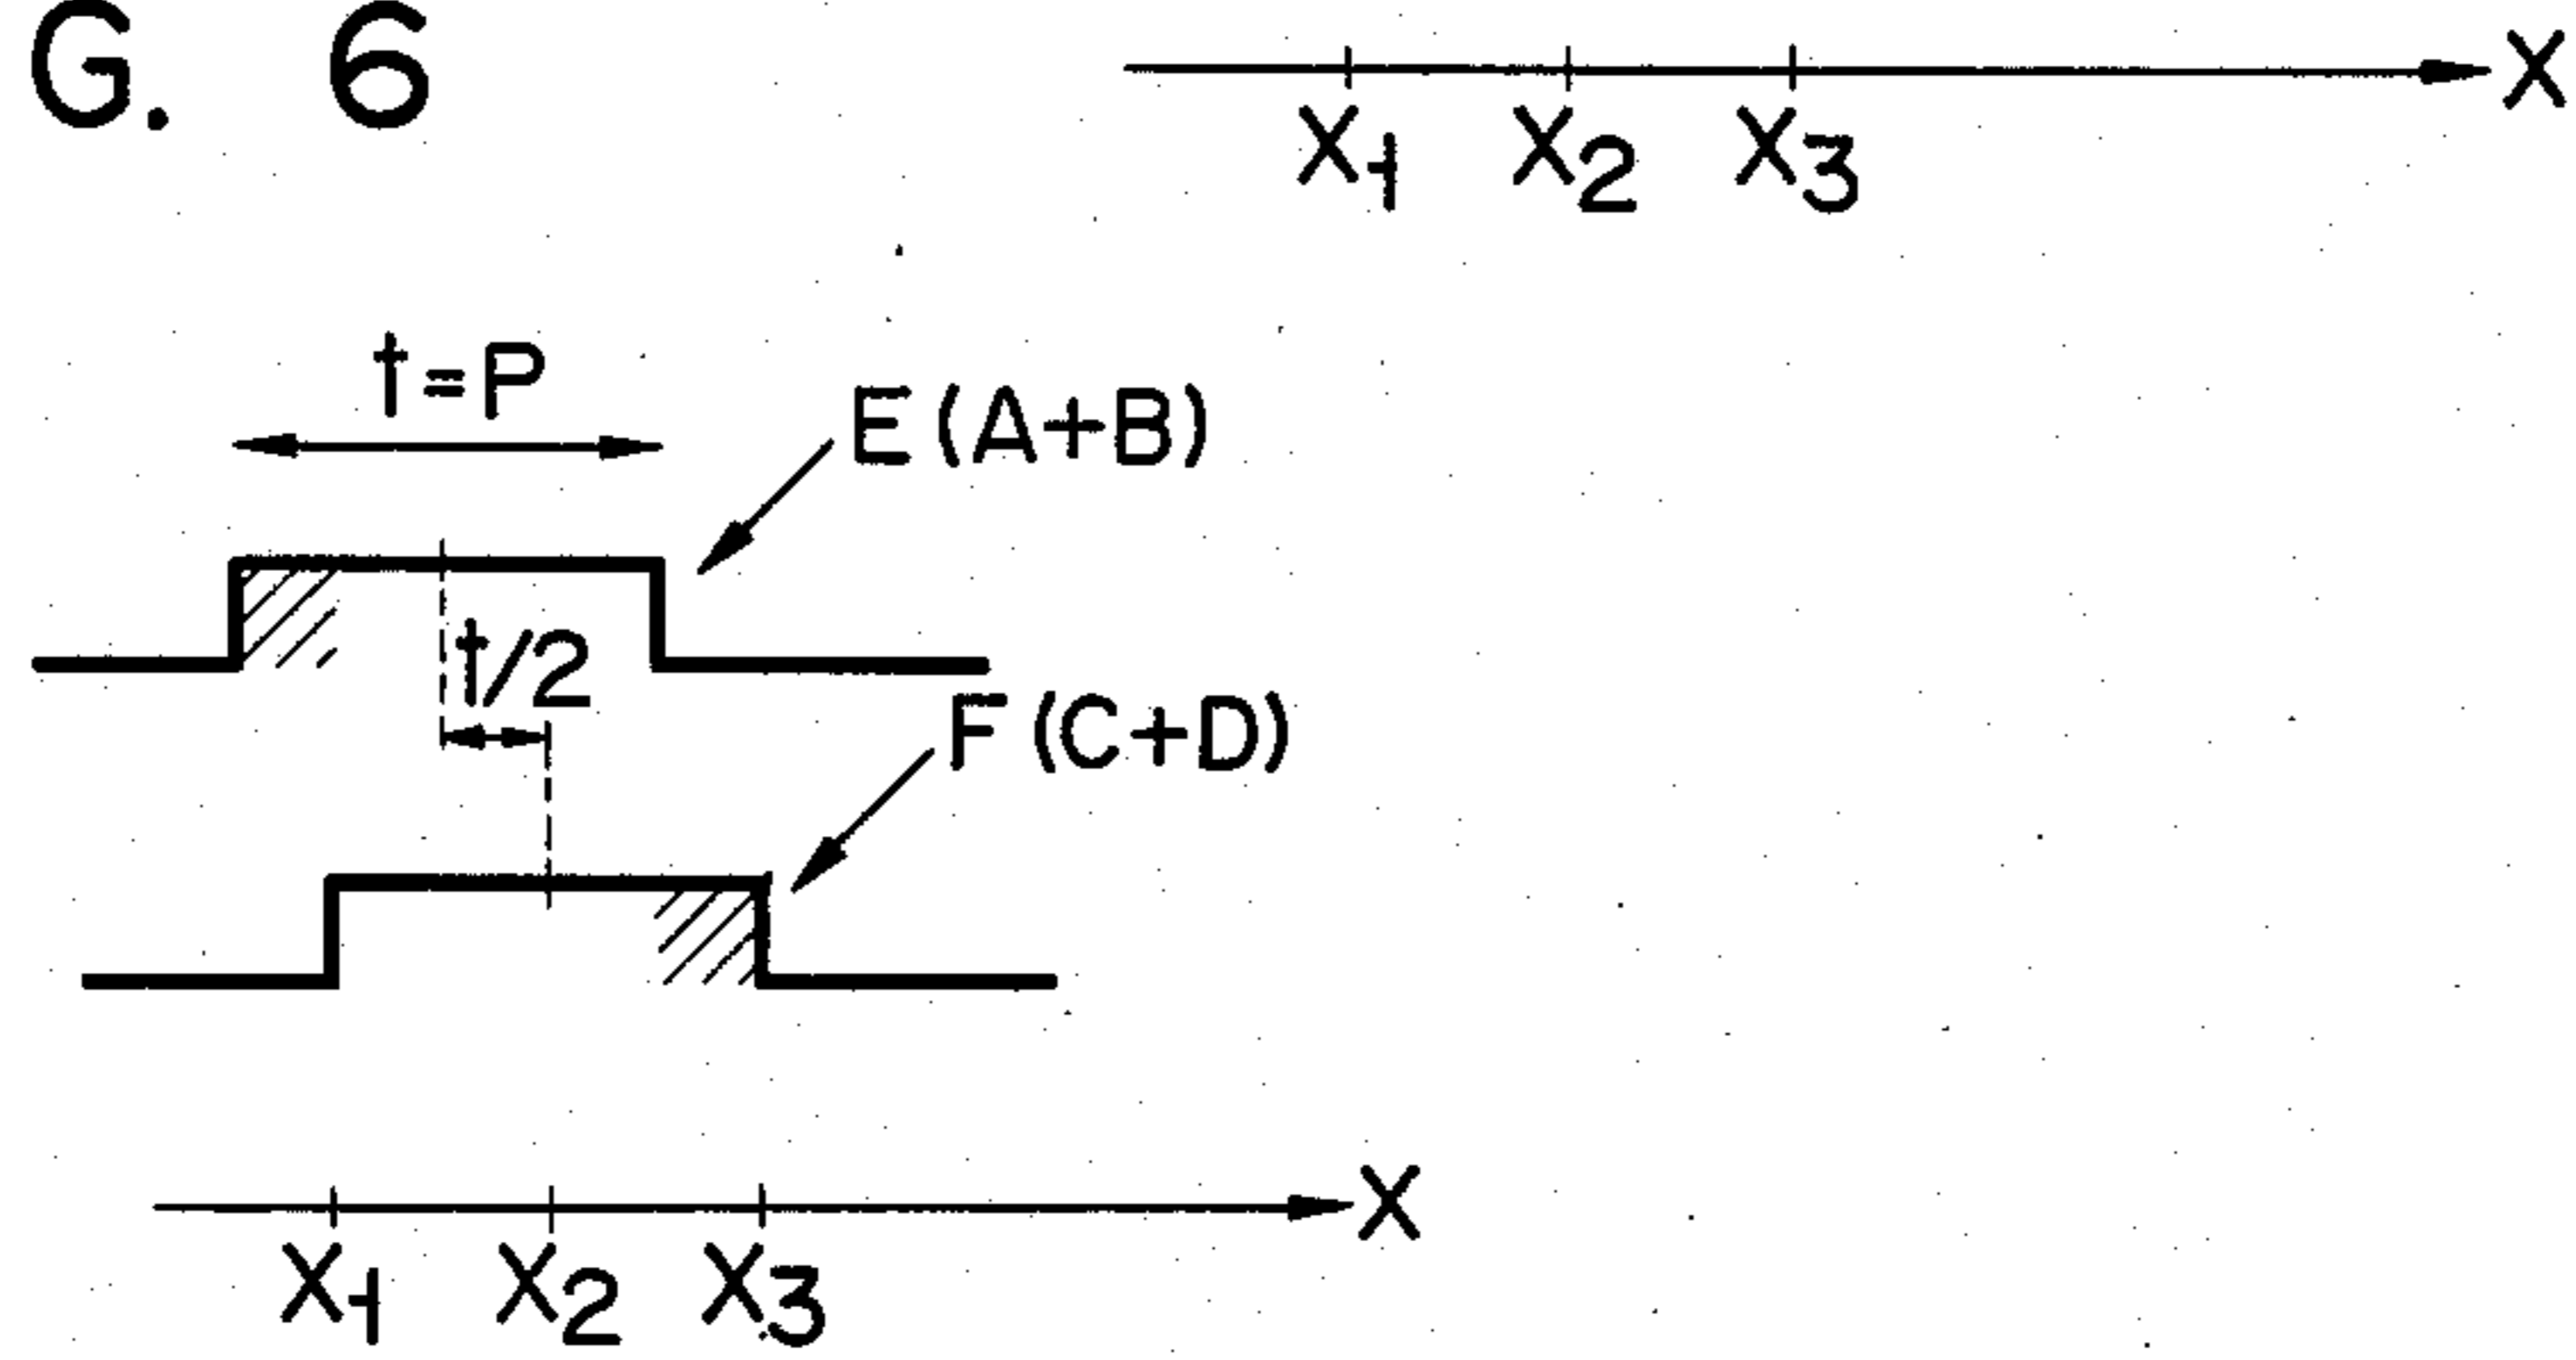 G. 6
X
X1 X2 X3
t=P
E(A+B)
t/2
F(C+D)
X
X1 X2 X3